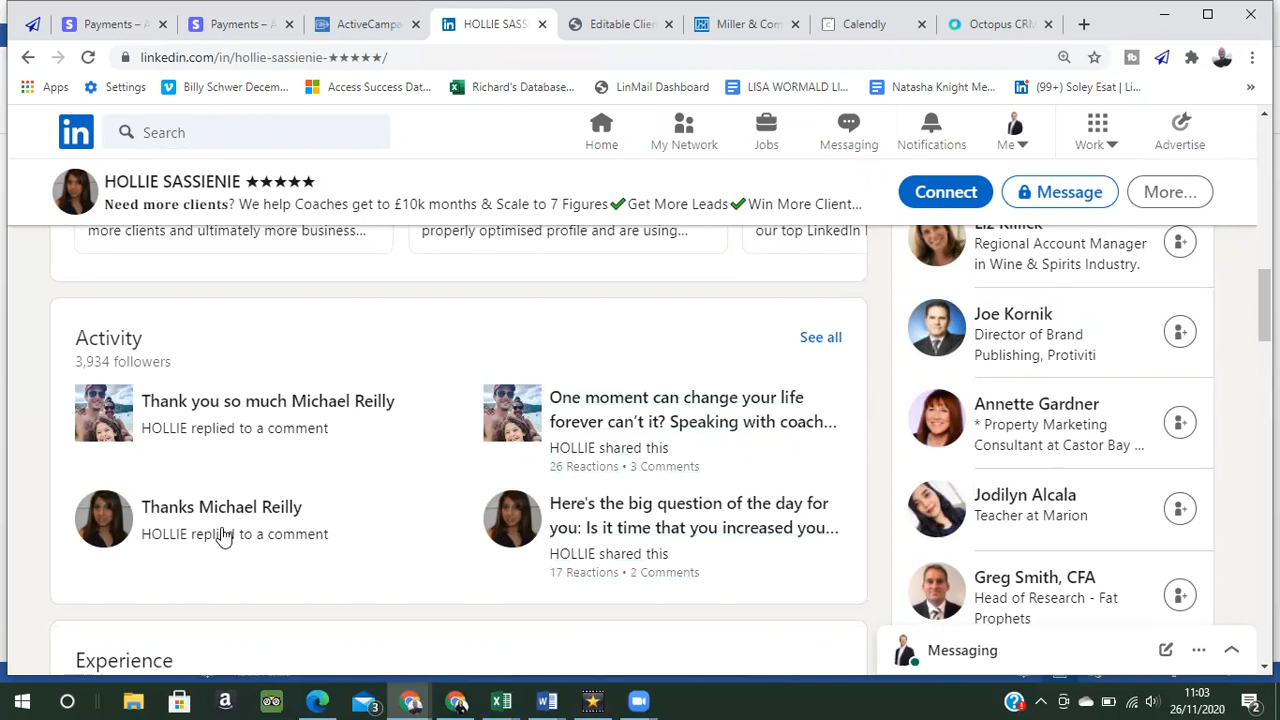 Payments – A
Payments – A
ActiveCampa
HOLLIE SASS
Editable Clien
Miller & Com
Calendly
Octopus CRM
linkedin.com/in/hollie-sassienie-★★★★★/
Apps
Settings
Billy Schwer Decem...
Access Success Dat...
Richard's Database...
LinMail Dashboard
LISA WORMALD LI...
Natasha Knight Me...
(99+) Soley Esat | Li...
»
in
Search
Home
My Network
Jobs
Messaging
Notifications
Me
Work
Advertise
HOLLIE SASSIENIE ★★★★★
Need more clients? We help Coaches get to £10k months & Scale to 7 Figures✔Get More Leads✔Win More Client...
Connect
Message
More...
more clients and ultimately more business...
properly optimised profile and are using...
our top LinkedIn
Regional Account Manager
in Wine & Spirits Industry.
Joe Kornik
Director of Brand
Publishing, Protiviti
Annette Gardner
* Property Marketing
Consultant at Castor Bay ...
Jodilyn Alcala
Teacher at Marion
Greg Smith, CFA
Head of Research - Fat
Prophets
Activity
See all
3,934 followers
Thank you so much Michael Reilly
HOLLIE replied to a comment
One moment can change your life
forever can't it? Speaking with coach...
HOLLIE shared this
26 Reactions • 3 Comments
Thanks Michael Reilly
HOLLIE replied to a comment
Here's the big question of the day for
you: Is it time that you increased you...
HOLLIE shared this
17 Reactions • 2 Comments
Experience
Messaging
3
11:03
26/11/2020
2